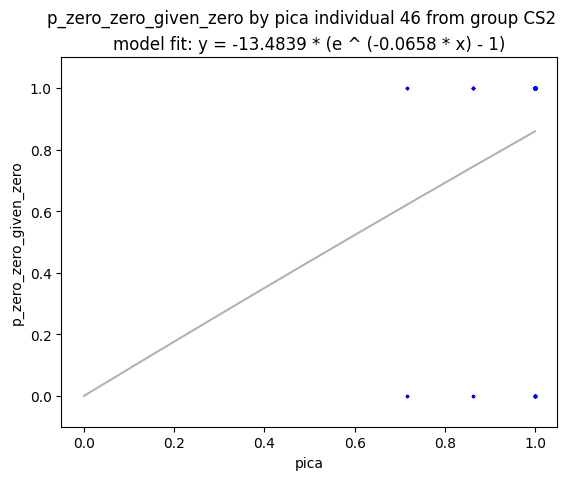 p_zero_zero_given_zero by pica individual 46 from group CS2
model fit: y = -13.4839 * (e ^ (-0.0658 * x) - 1)
1.0
0.8
0.6
0.4
0.2
0.0
p_zero_zero_given_zero
0.0 0.2 0.4 0.6 0.8 1.0
pica